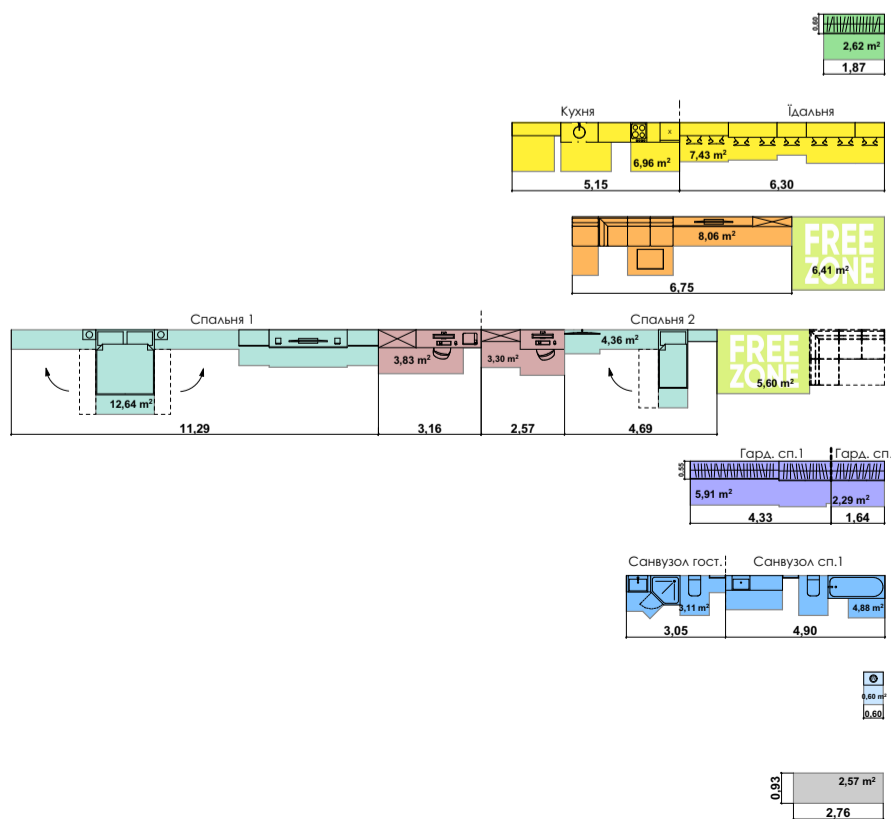 0.60
2,62 m²
1,87
Кухня Їдальня
x
6,96 m² 7,43 m²
5,15 6,30
8,06 m²
FREE
ZONE
6,41 m²
6,75
Спальня 1 Спальня 2
3,83 m² 3,30 m² 4,36 m²
FREE
ZONE
5,60 m²
12,64 m²
11,29 3,16 2,57 4,69
Гард. сп.1 Гард. сп.
0.55
5,91 m² 2,29 m²
4,33 1,64
Санвузол гост. Санвузол сп.1
3,11 m² 4,88 m²
3,05 4,90
0,60 m²
0.60
0,93
2,57 m²
2,76